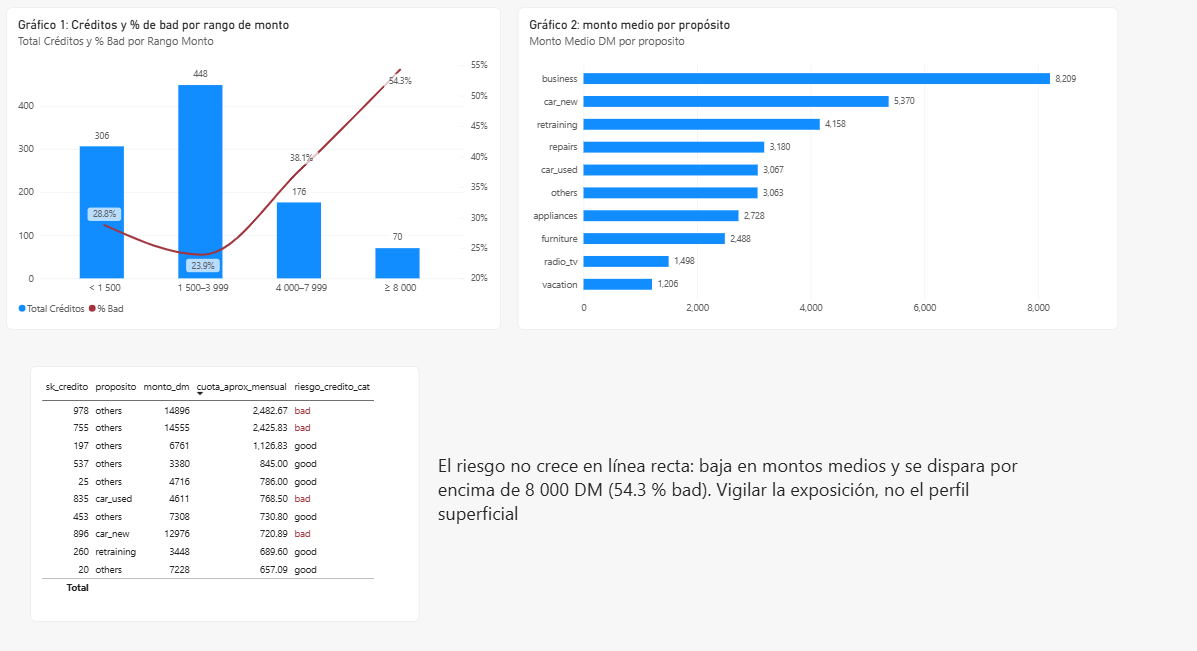 Gráfico 1: Créditos y % de bad por rango de monto
Total Créditos y % Bad por Rango Monto
448
306
176
70
28.8%
23.9%
38.1%
54.3%
400
300
200
100
0
55%
50%
45%
40%
35%
30%
25%
20%
< 1 500
1 500–3 999
4 000–7 999
≥ 8 000
Total Créditos % Bad
Gráfico 2: monto medio por propósito
Monto Medio DM por proposito
business 8,209
car_new 5,370
retraining 4,158
repairs 3,180
car_used 3,067
others 3,063
appliances 2,728
furniture 2,488
radio_tv 1,498
vacation 1,206
0 2,000 4,000 6,000 8,000
sk_credito proposito monto_dm cuota_aprox_mensual riesgo_credito_cat
978 others 14896 2,482.67 bad
755 others 14555 2,425.83 bad
197 others 6761 1,126.83 good
537 others 3380 845.00 good
25 others 4716 786.00 good
835 car_used 4611 768.50 bad
453 others 7308 730.80 good
896 car_new 12976 720.89 bad
260 retraining 3448 689.60 good
20 others 7228 657.09 good
Total
El riesgo no crece en línea recta: baja en montos medios y se dispara por
encima de 8 000 DM (54.3 % bad). Vigilar la exposición, no el perfil
superficial